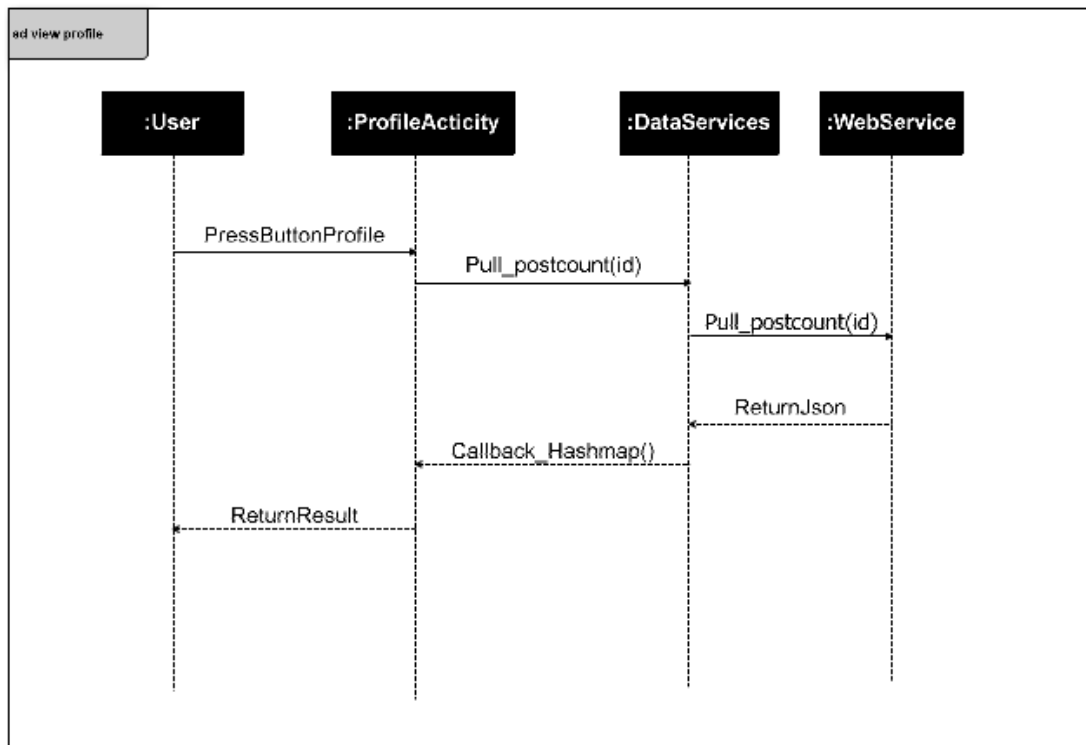 sd view profile
:User
:ProfileActicity
:DataServices
:WebService
PressButtonProfile
Pull_postcount(id)
Pull_postcount(id)
ReturnJson
Callback_Hashmap()
ReturnResult